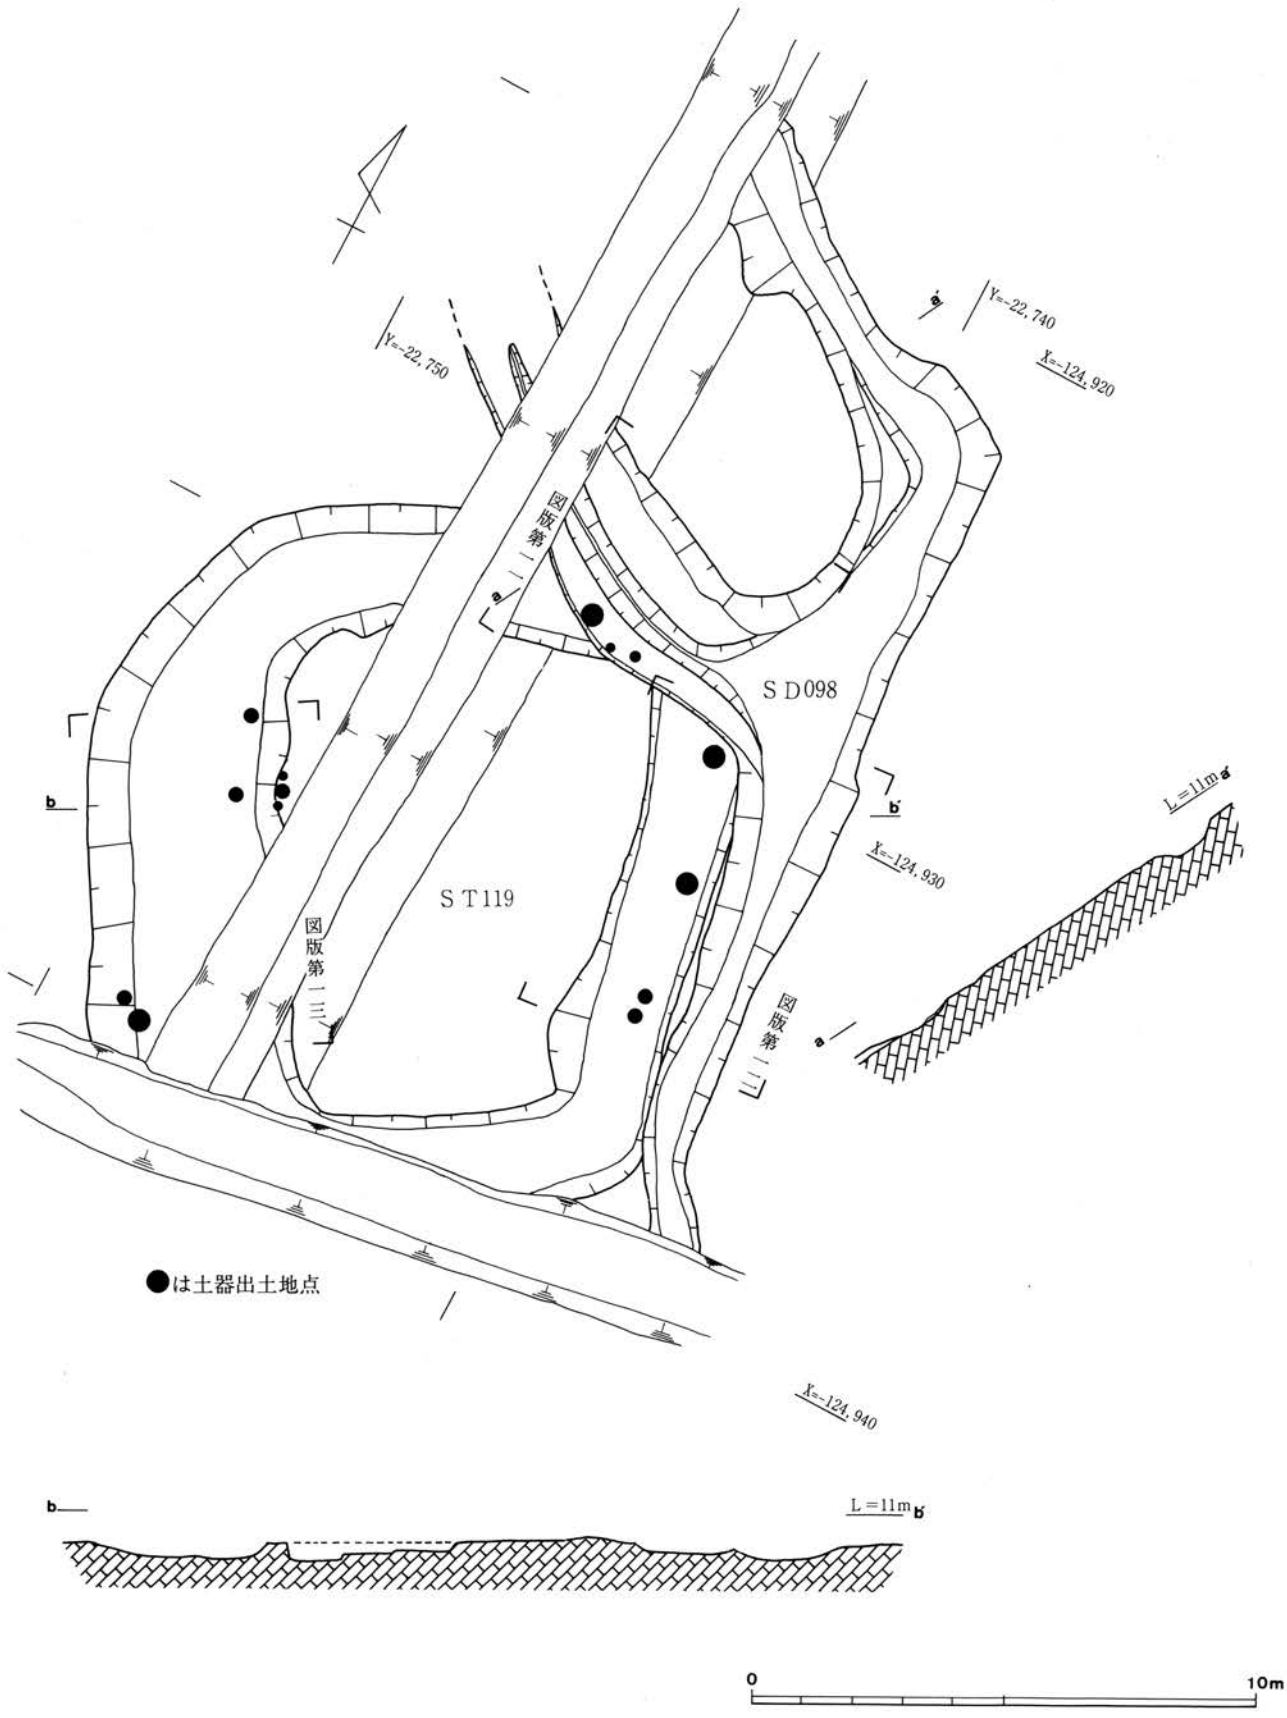 Y=-22,740
á
X=-124,920
Y=-22,750
図版第一一
a
SD098
b
b́
L=11m á
X=-124,930
ST119
図版第一三
図版第一二
a
●は土器出土地点
X=-124,940
b
L=11m b́
0
10m